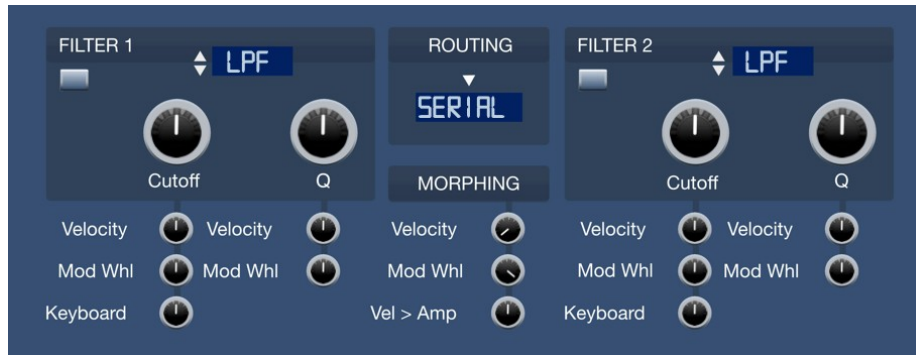 FILTER 1
LPF
Cutoff Q
Velocity Velocity
Mod Whl Mod Whl
Keyboard
ROUTING
SERIAL
MORPHING
Velocity
Mod Whl
Vel > Amp
FILTER 2
LPF
Cutoff Q
Velocity Velocity
Mod Whl Mod Whl
Keyboard